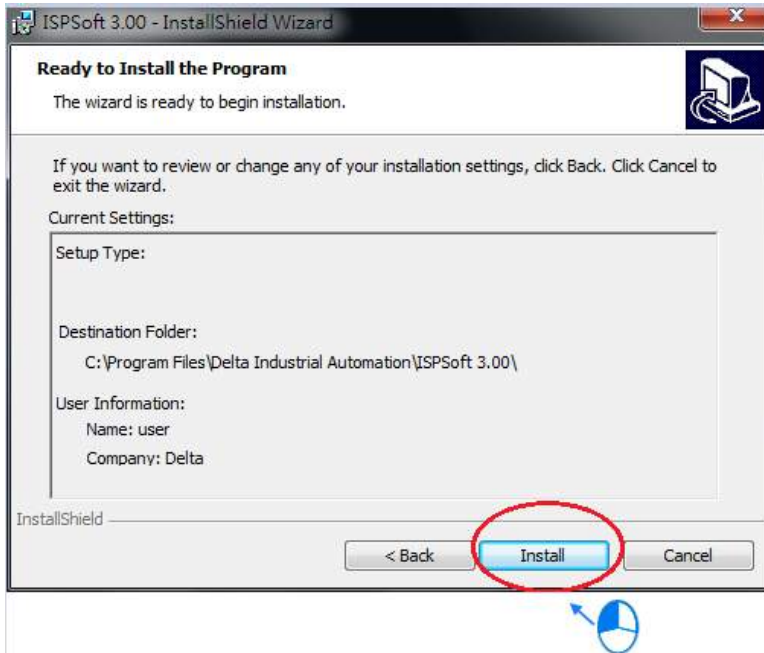 ISPSoft 3.00 - InstallShield Wizard
Ready to Install the Program
The wizard is ready to begin installation.
If you want to review or change any of your installation settings, click Back. Click Cancel to
exit the wizard.
Current Settings:
Setup Type:
Destination Folder:
C:\Program Files\Delta Industrial Automation\ISPSoft 3.00\
User Information:
Name: user
Company: Delta
InstallShield
< Back
Install
Cancel